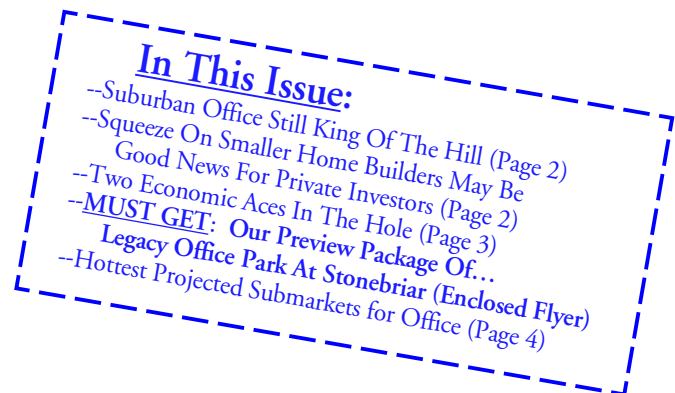 In This Issue:
--Suburban Office Still King Of The Hill (Page 2)
--Squeeze On Smaller Home Builders May Be
Good News For Private Investors (Page 2)
--Two Economic Aces In The Hole (Page 3)
--MUST GET: Our Preview Package Of…
Legacy Office Park At Stonebriar (Enclosed Flyer)
--Hottest Projected Submarkets for Office (Page 4)